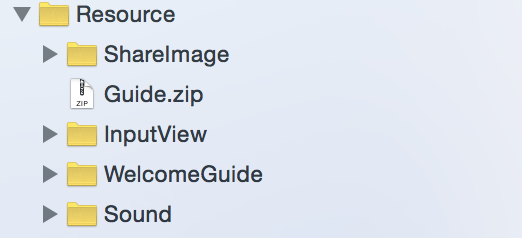 Resource
ShareImage
ZIP
Guide.zip
InputView
WelcomeGuide
Sound